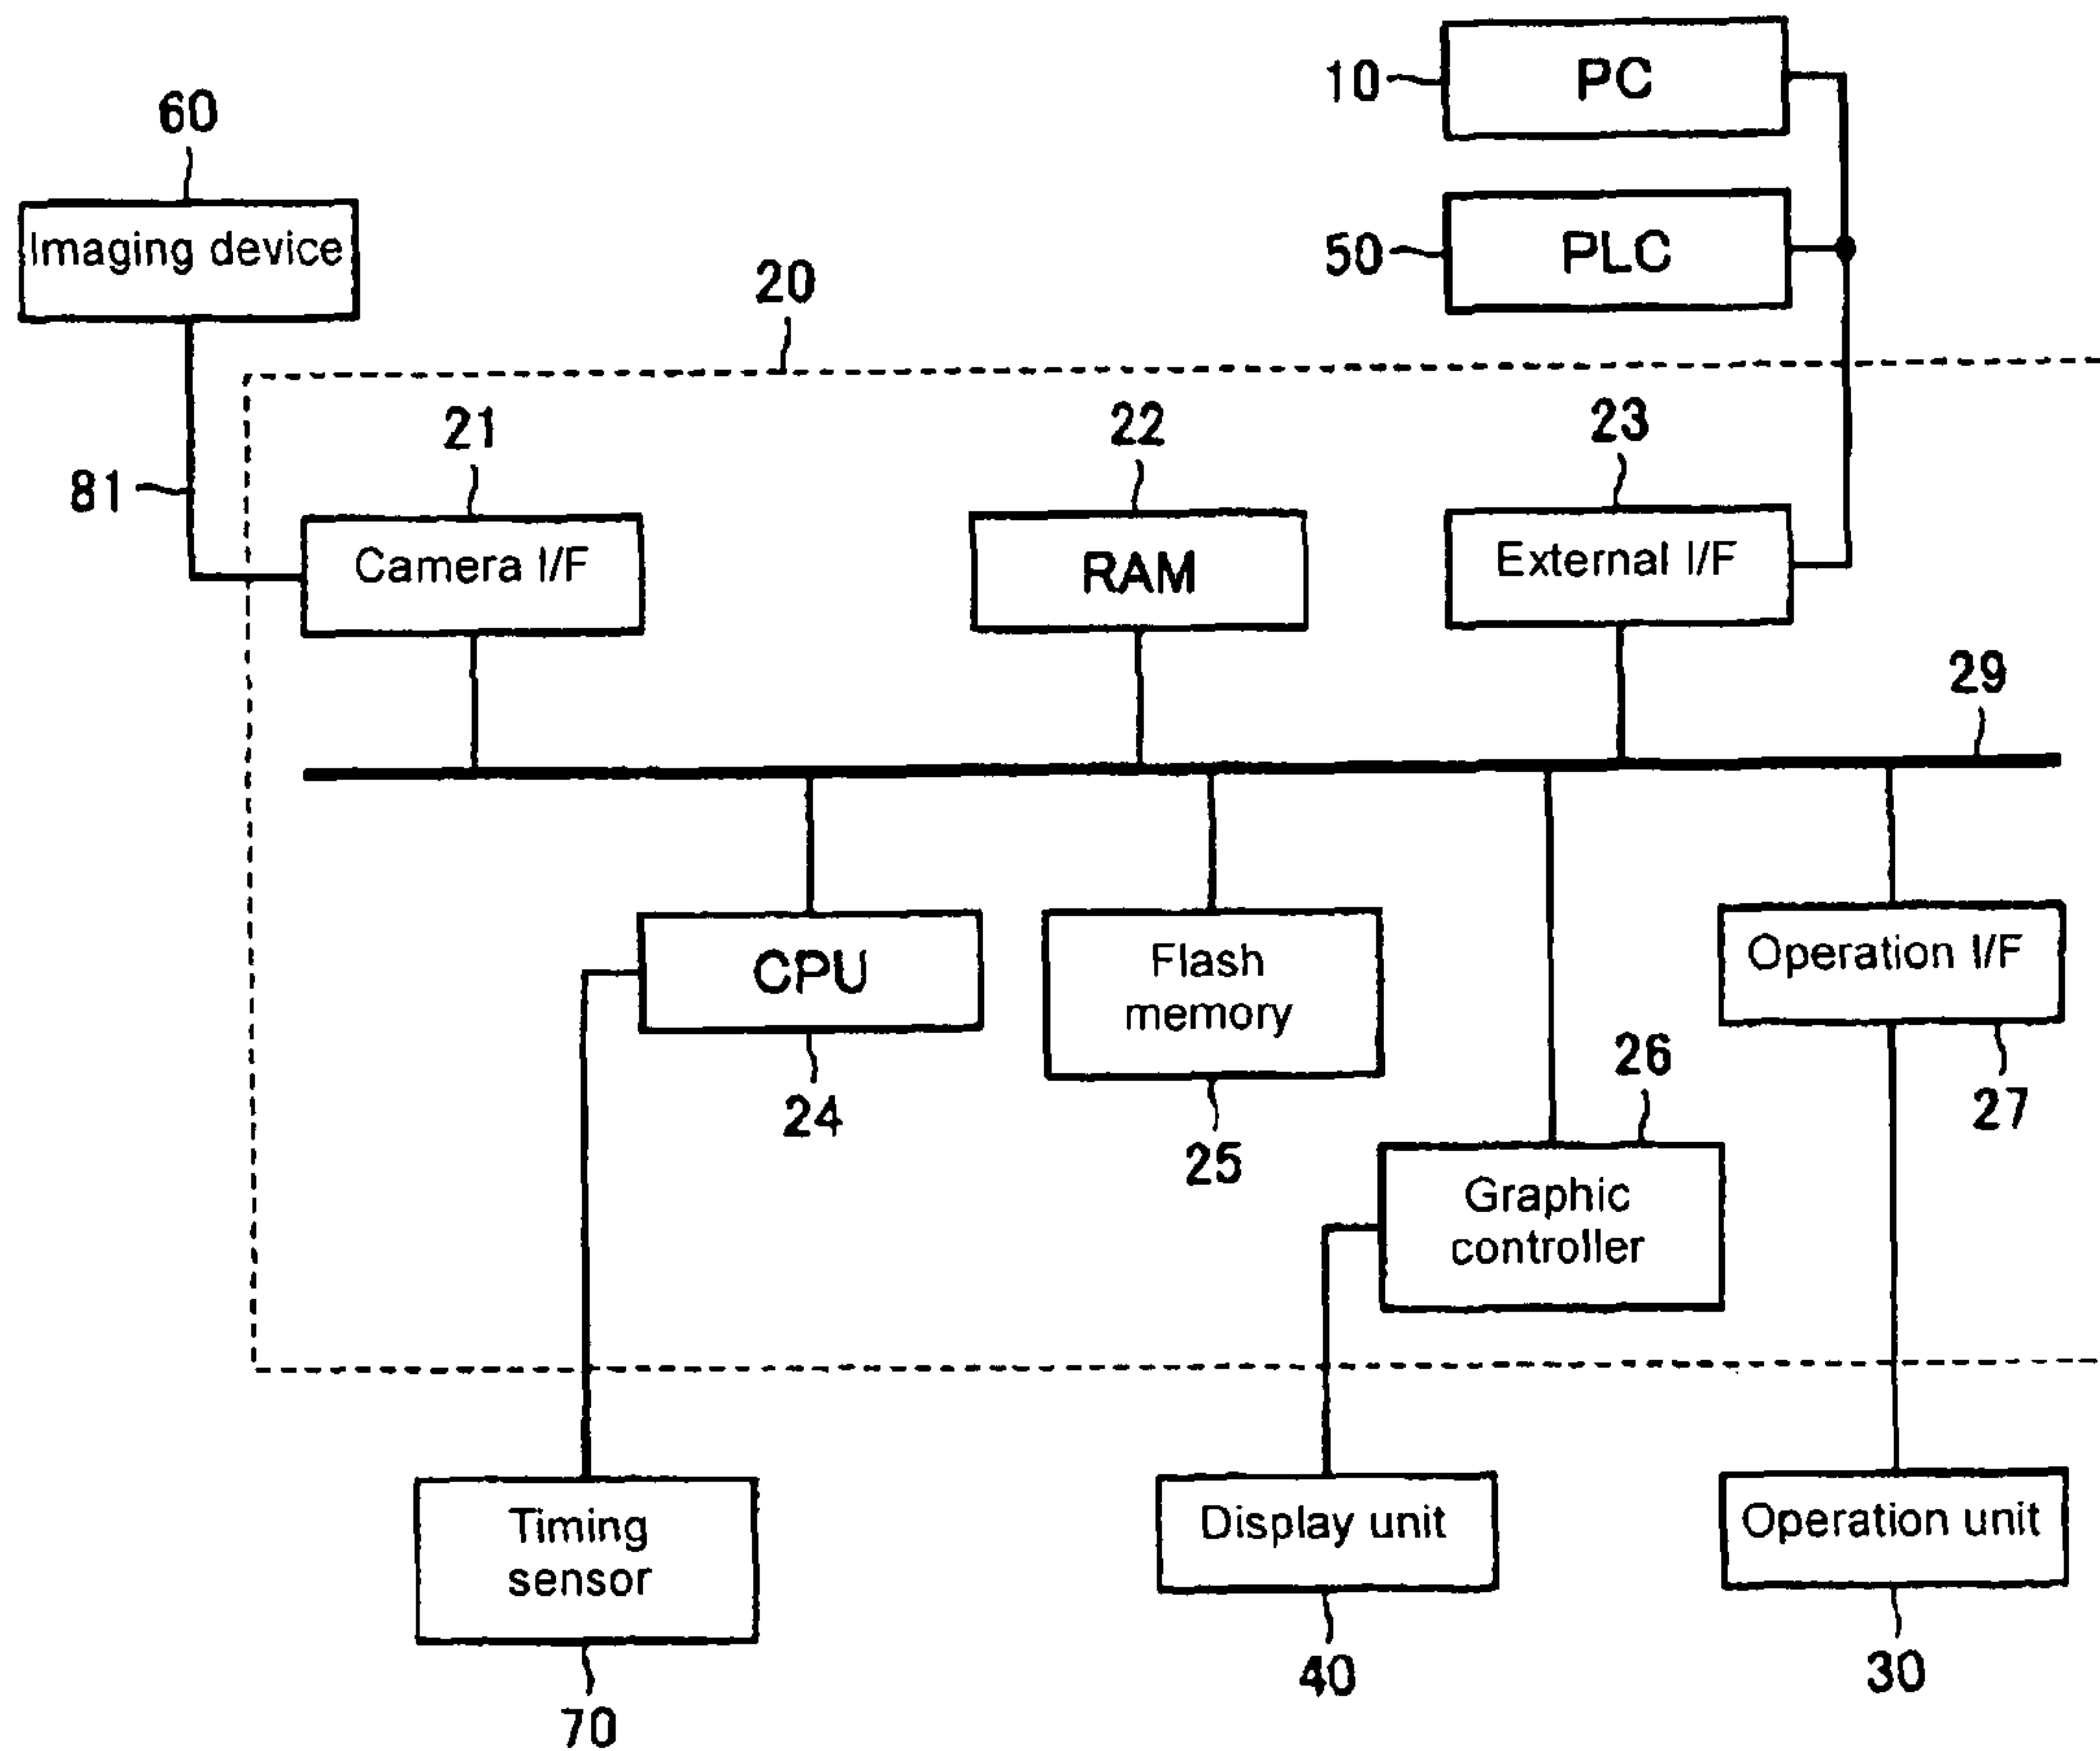 10
PC
60
Imaging device
50
PLC
20
21
22
23
81
Camera I/F
RAM
External I/F
29
CPU
Flash
memory
Operation I/F
24
25
26
27
Graphic
controller
Timing
sensor
Display unit
Operation unit
70
40
30